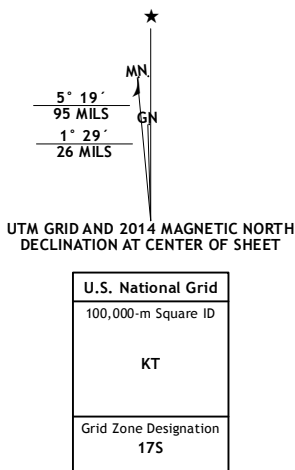 MN
5° 19´
95 MILS
GN
1° 29´
26 MILS
UTM GRID AND 2014 MAGNETIC NORTH
DECLINATION AT CENTER OF SHEET
U.S. National Grid
100,000-m Square ID
KT
Grid Zone Designation
17S